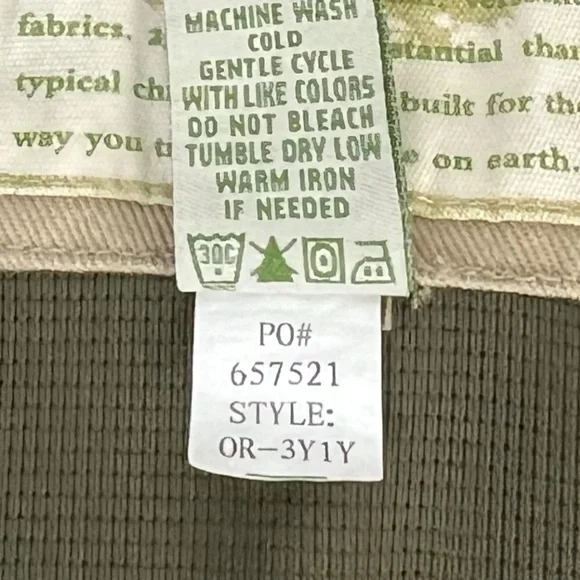 fabrics.
MACHINE WASH
COLD
GENTLE CYCLE
WITH LIKE COLORS
DO NOT BLEACH
TUMBLE DRY LOW
WARM IRON
IF NEEDED
30C
typical
way you
than
built for the
on earth.
PO#
657521
STYLE:
OR-3Y1Y